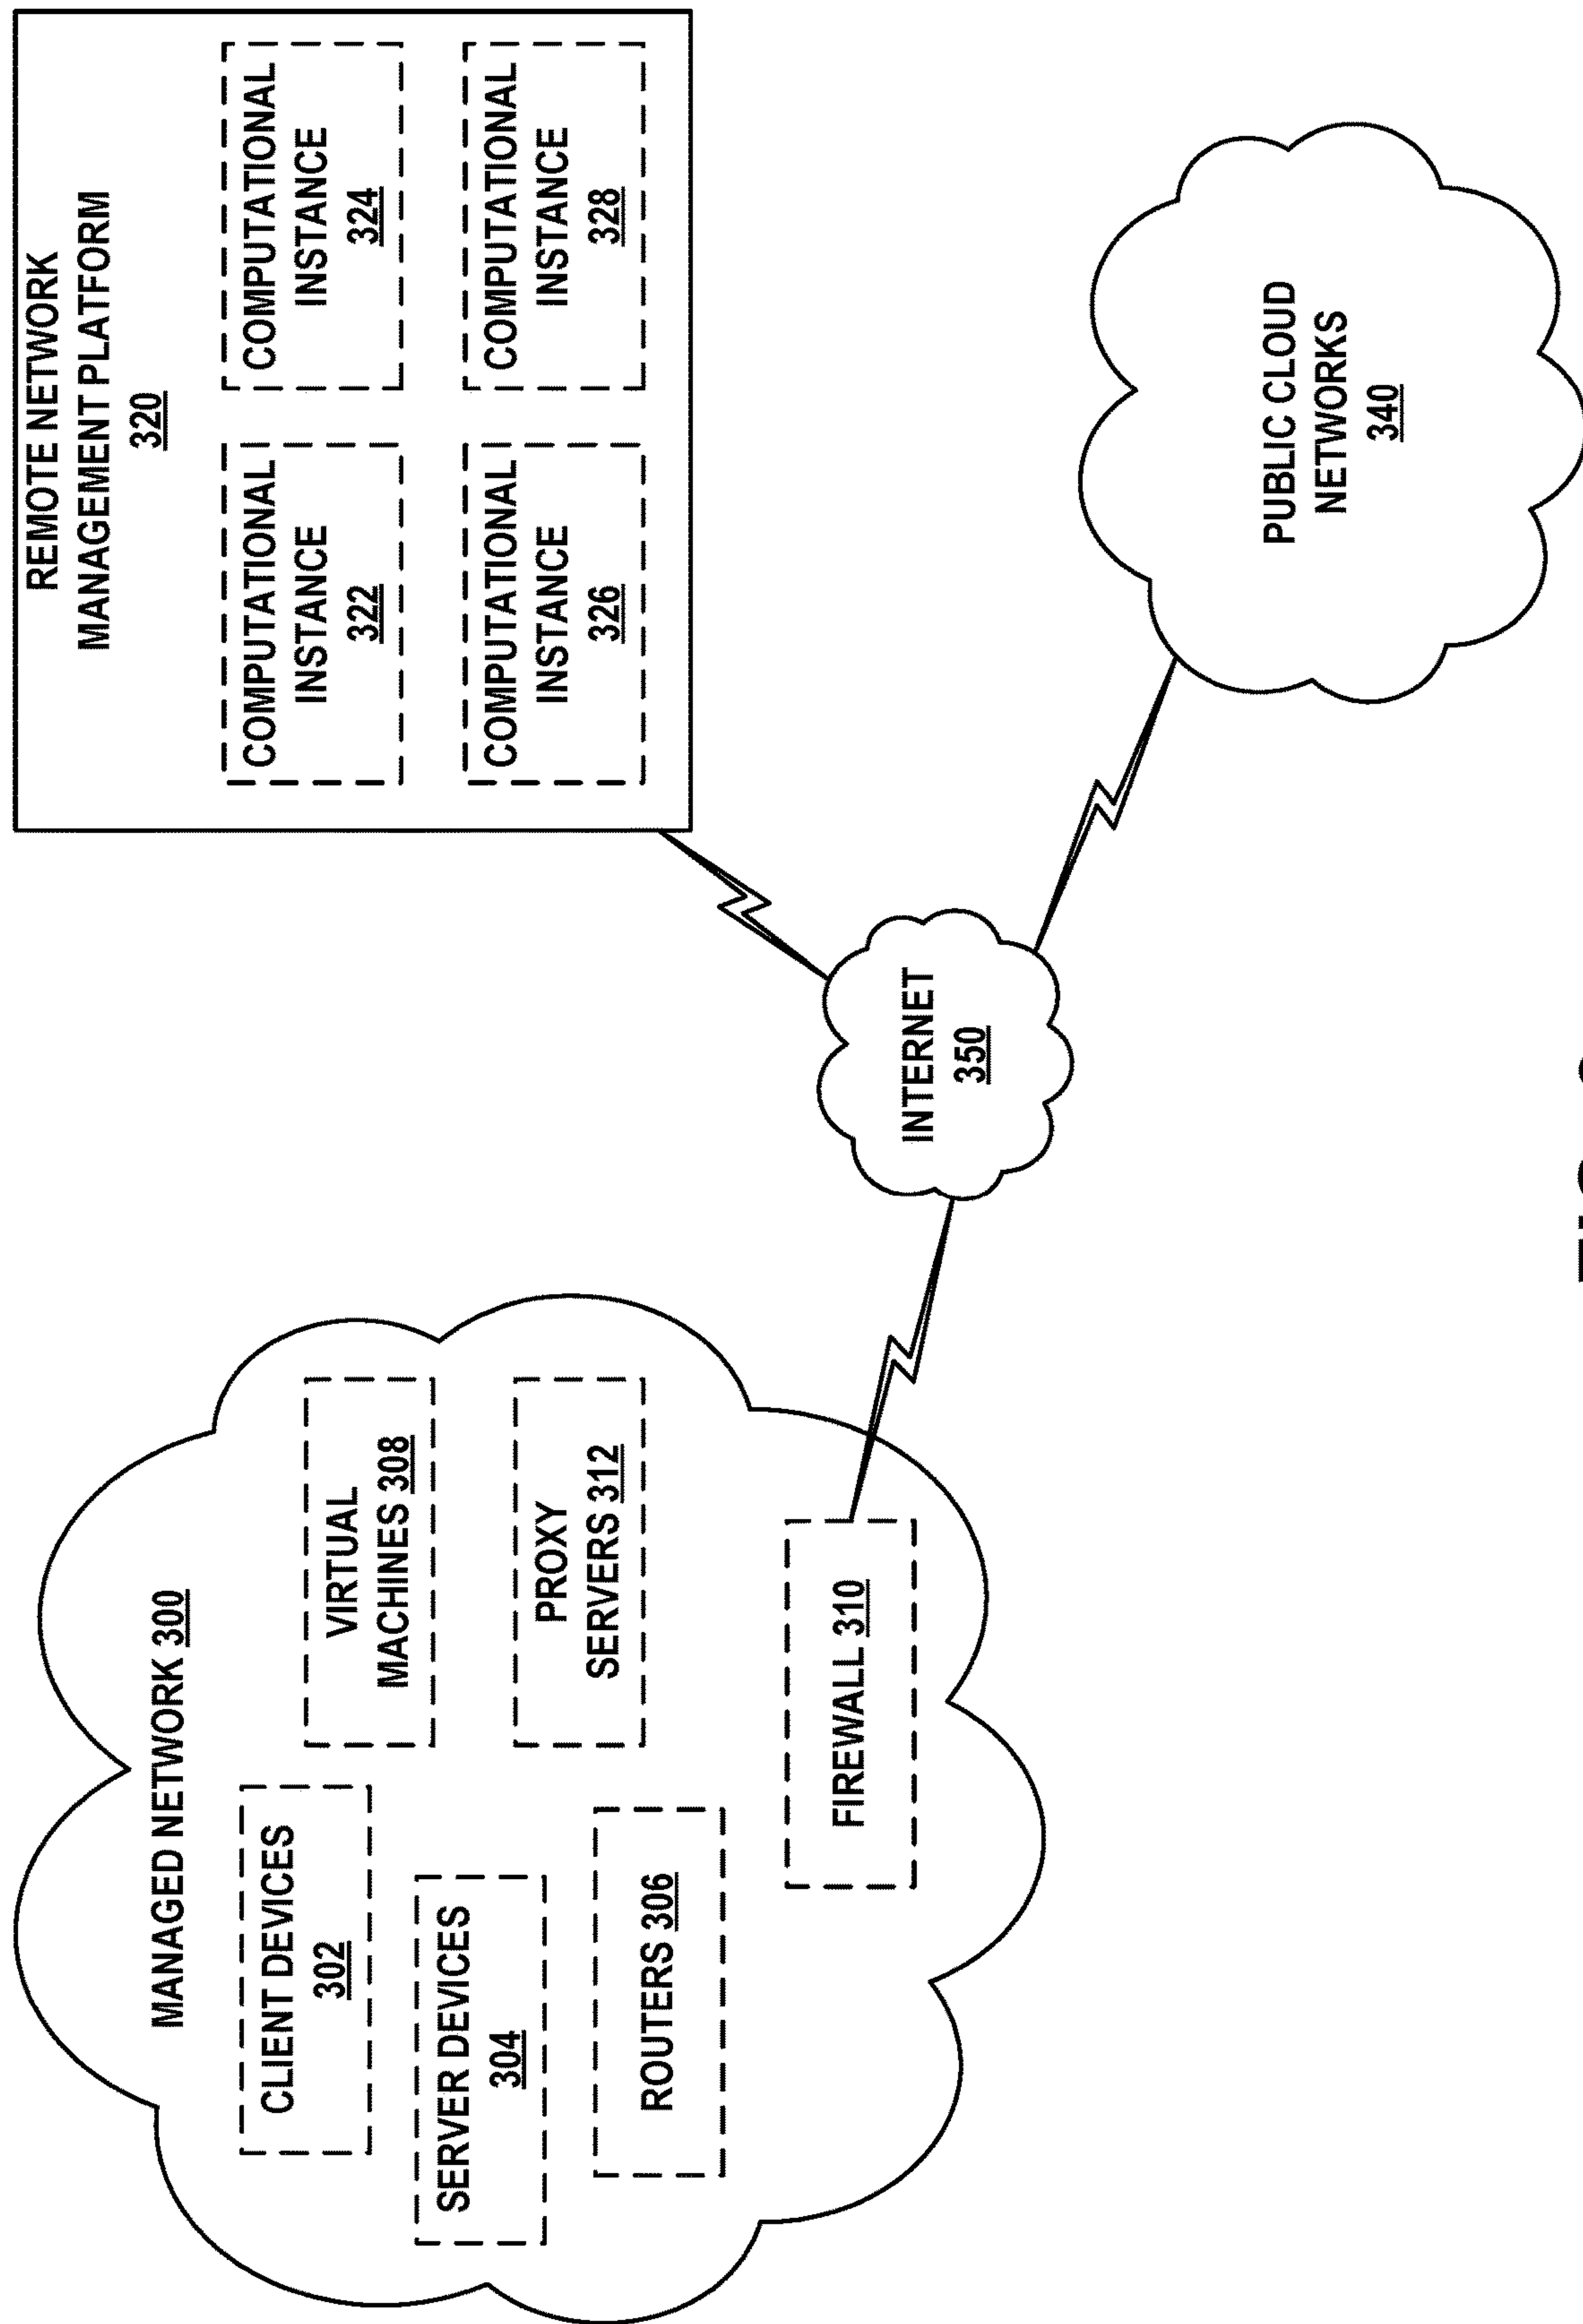 MANAGED NETWORK 300
CLIENT DEVICES
302
SERVER DEVICES
304
ROUTERS 306
VIRTUAL
MACHINES 308
PROXY
SERVERS 312
FIREWALL 310
INTERNET
350
REMOTE NETWORK
MANAGEMENT PLATFORM
320
COMPUTATIONAL
INSTANCE
322
COMPUTATIONAL
INSTANCE
324
COMPUTATIONAL
INSTANCE
326
COMPUTATIONAL
INSTANCE
328
PUBLIC CLOUD
NETWORKS
340